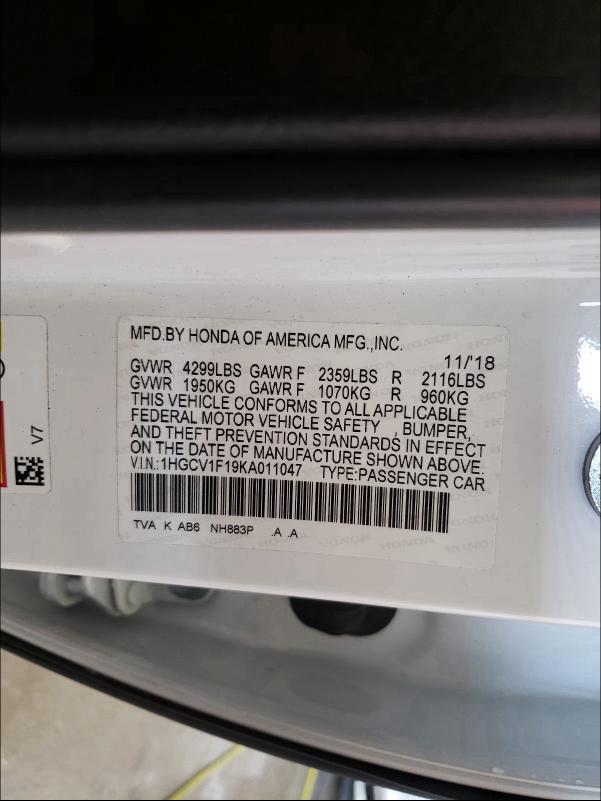 MFD.BY HONDA OF AMERICA MFG.,INC.
11/'18
GVWR 4299LBS GAWR F 2359LBS R 2116LBS
GVWR 1950KG GAWR F 1070KG R 960KG
THIS VEHICLE CONFORMS TO ALL APPLICABLE
FEDERAL MOTOR VEHICLE SAFETY ,BUMPER,
AND THEFT PREVENTION STANDARDS IN EFFECT
ON THE DATE OF MANUFACTURE SHOWN ABOVE.
V.I.N.:1HGCV1F19KA011047 TYPE:PASSENGER CAR
TVA K AB6 NH883P .A .A
V7